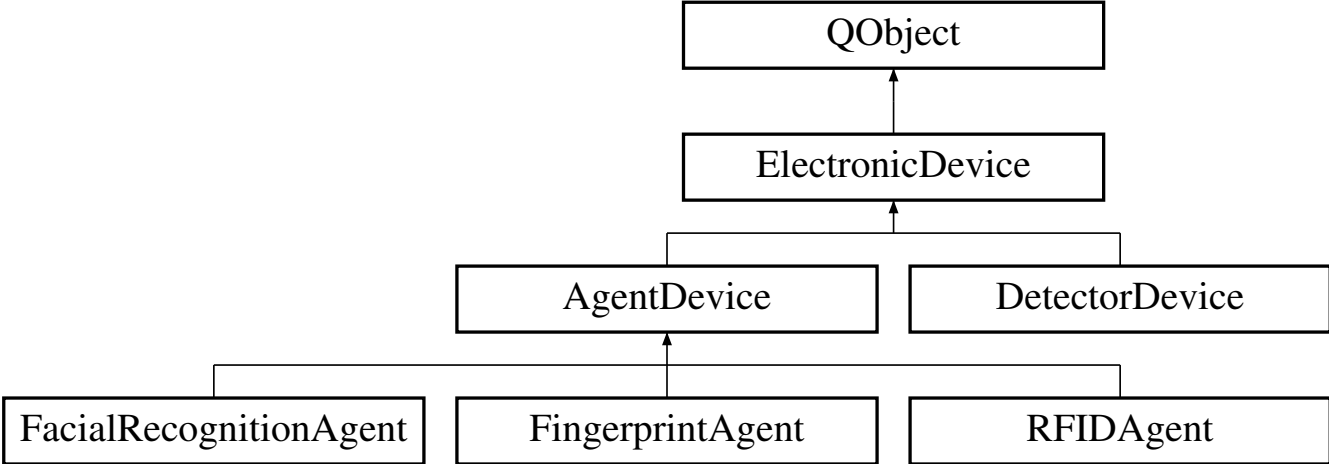 QObject
ElectronicDevice
AgentDevice DetectorDevice
FacialRecognitionAgent FingerprintAgent RFIDAgent